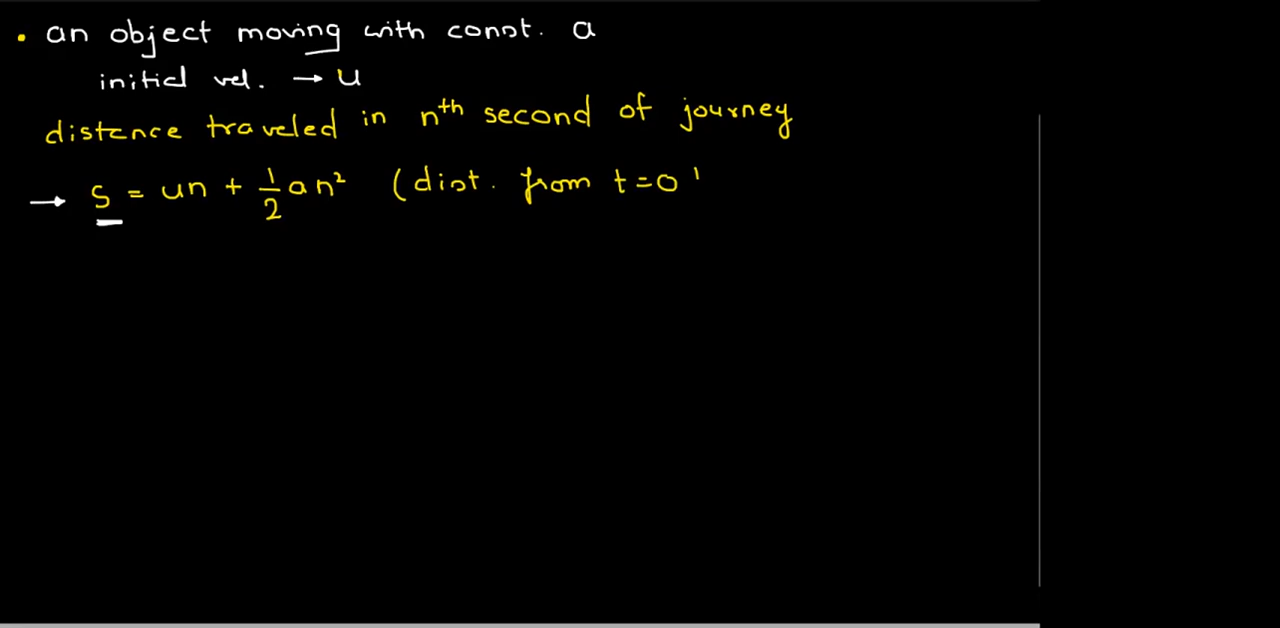 • an object moving with const. a
initial vel. → u
distance traveled in nth second of journey
→ S = un + 1/2 an² (dist. from t=0